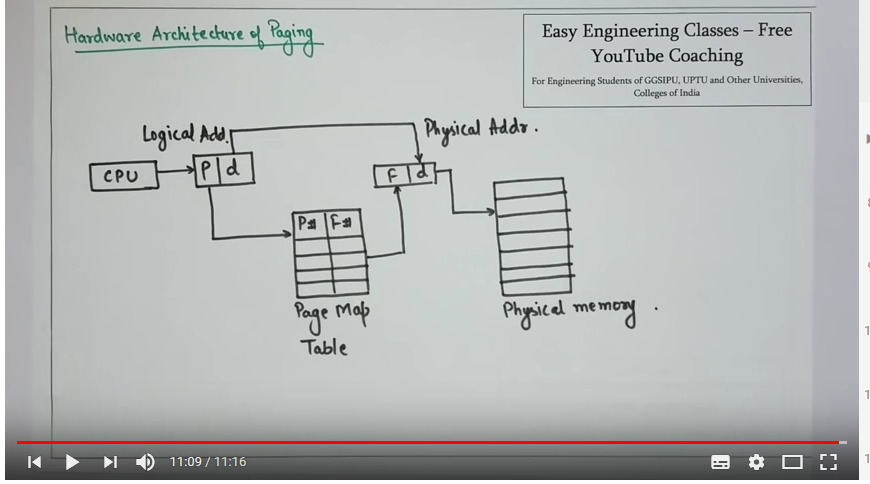 Hardware Architecture of Paging
Easy Engineering Classes – Free
YouTube Coaching
For Engineering Students of GGSIPU, UPTU and Other Universities,
Colleges of India
Logical Add.
Physical Addr.
CPU
P d
F d
P# F#
Page Map
Table
Physical memory.
11:09 / 11:16